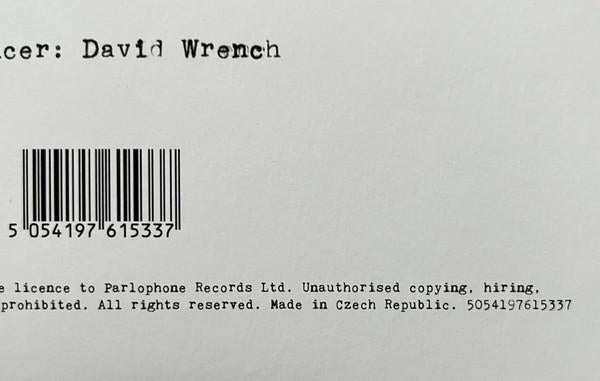 cer: David Wrench
5 054197 615337
e licence to Parlophone Records Ltd. Unauthorised copying, hiring,
prohibited. All rights reserved. Made in Czech Republic. 5054197615337